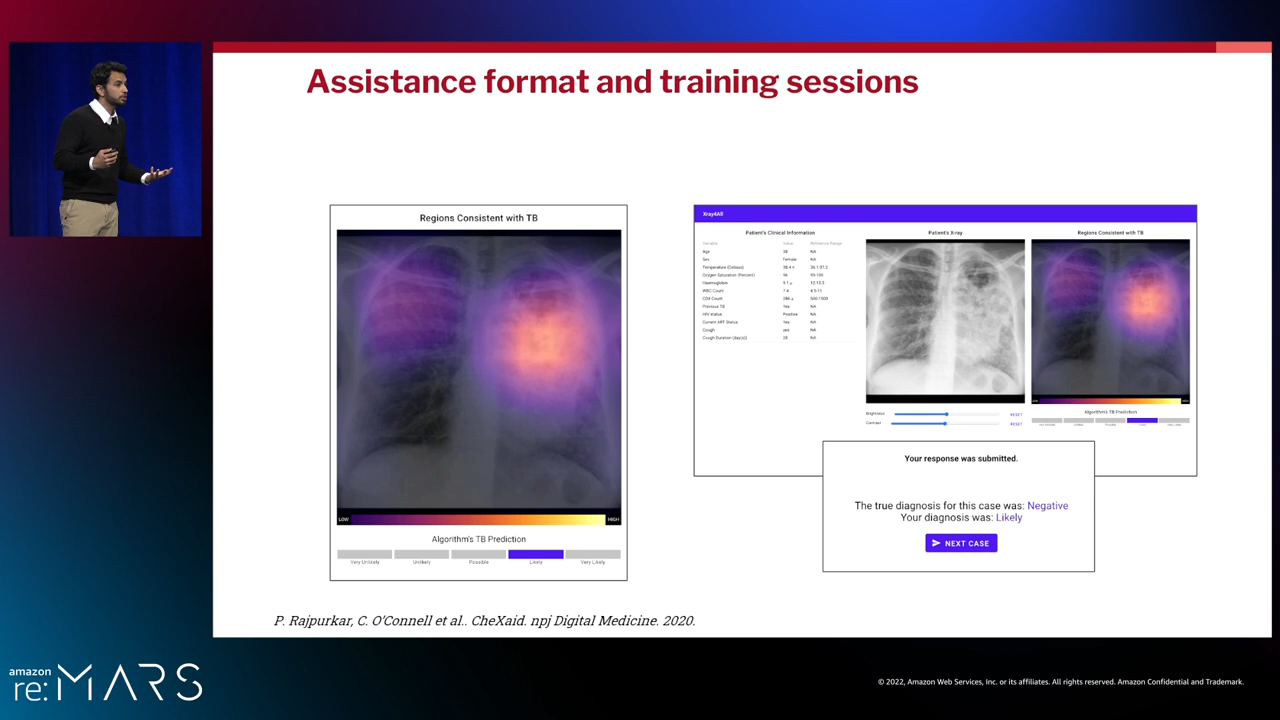 Assistance format and training sessions
Regions Consistent with TB
LOW
HIGH
Algorithm's TB Prediction
Very Unlikely
Unlikely
Possible
Likely
Very Likely
Xray4All
Patient's Clinical Information
Variable Value Reference Range
Age 38 NA
Sex Female NA
Temperature (Celsius)
Oxygen Saturation (Percent) 96 95-100
Haemoglobin
WBC Count
CD4 Count
Previous TB Yes NA
HIV status Positive NA
Current ART Status Yes NA
Cough yes NA
Cough Duration (day(s)) 28 NA
Patient's X-ray
Brightness
RESET
Contrast
RESET
Regions Consistent with TB
Algorithm's TB Prediction
Your response was submitted.
The true diagnosis for this case was: Negative
Your diagnosis was: Likely
NEXT CASE
P. Rajpurkar, C. O'Connell et al.. CheXaid. npj Digital Medicine. 2020.
amazon
re:MARS
© 2022, Amazon Web Services, Inc. or its affiliates. All rights reserved. Amazon Confidential and Trademark.